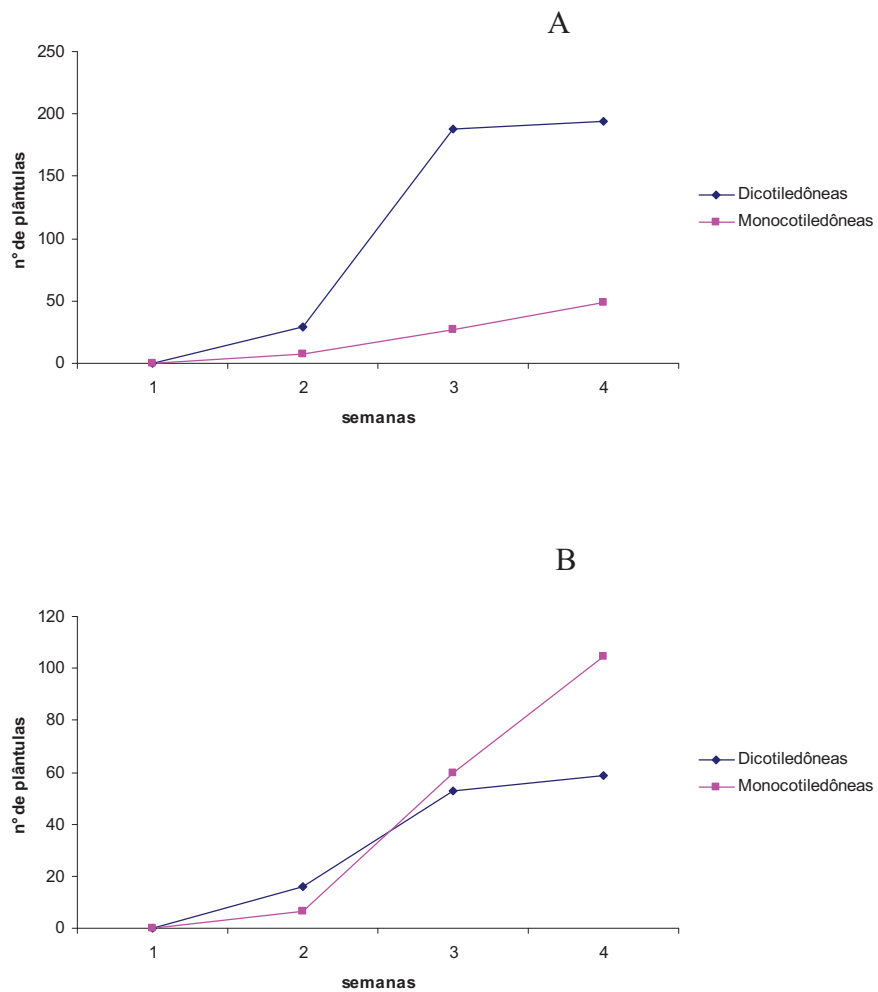 A
250
200
150
100
50
0
n° de plântulas
1 2 3 4
semanas
Dicotiledôneas
Monocotiledôneas
B
120
100
80
60
40
20
0
n° de plântulas
1 2 3 4
semanas
Dicotiledôneas
Monocotiledôneas